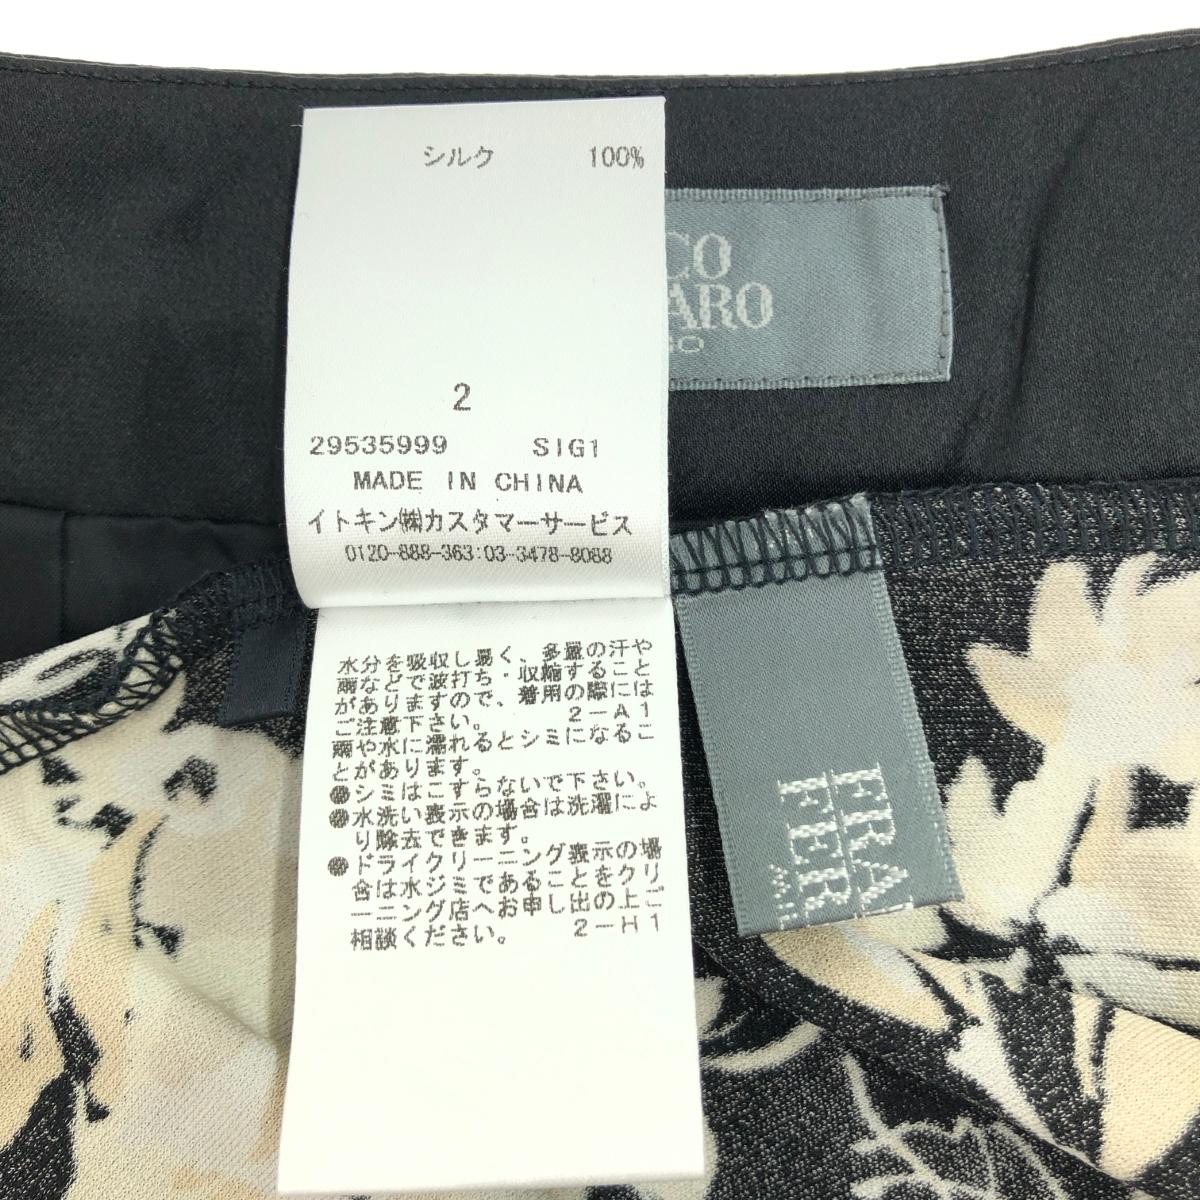 シルク 100%
CO
ARO
2
29535999 SIG1
MADE IN CHINA
イトキン㈱カスタマーサービス
0120-888-363:03-3478-8088
水分を吸収し易く、多量の汗や
雨などで波打ち・収縮すること
がありますので、着用の際には
ご注意下さい。 2-A1
雨や水に濡れるとシミになるこ
とがあります。
●シミはこすらないで下さい。
●水洗い表示の場合は洗濯によ
り除去できます。
●ドライクリーニング表示の場
合は水ジミであることをクリ
ーニング店へお申し出の上ご
相談ください。 2-H1
FRA
FER